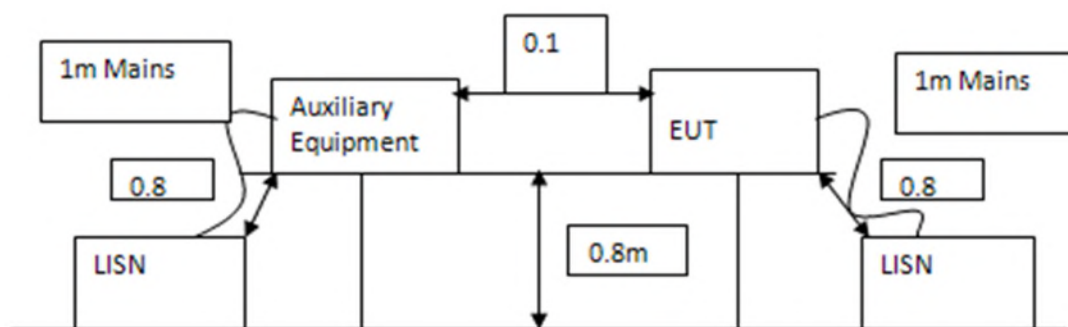 0.1
1m Mains
1m Mains
Auxiliary
Equipment
EUT
0.8
0.8
0.8m
LISN
LISN